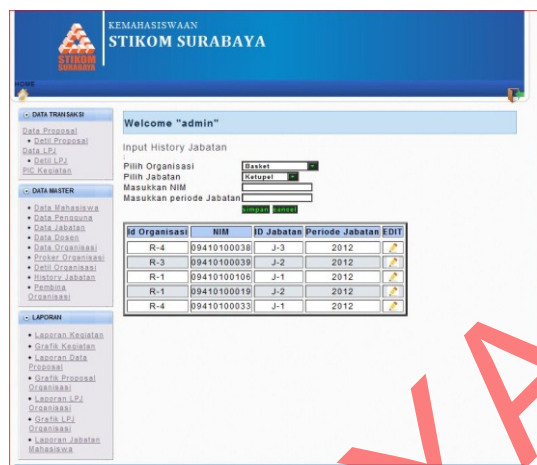 KEMAHASISWAAN
STIKOM SURABAYA
STIKOM
SURABAYA
HOME
DATA TRANSAKSI
Data Proposal
Detil Proposal
Data LPJ
Detil LPJ
PIC Kegiatan
DATA MASTER
Data Mahasiswa
Data Pengguna
Data Jabatan
Data Dosen
Data Organisasi
Proker Organisasi
Detil Organisasi
History Jabatan
Pembina
Organisasi
LAPORAN
Laporan Kegiatan
Grafik Kegiatan
Laporan Data
Proposal
Grafik Proposal
Organisasi
Laporan LPJ
Organisasi
Grafik LPJ
Organisasi
Laporan Jabatan
Mahasiswa
Welcome "admin"
Input History Jabatan
Pilih Organisasi Basket
Pilih Jabatan Ketupel
Masukkan NIM
Masukkan periode Jabatan
simpan cancel
Id Organisasi NIM ID Jabatan Periode Jabatan EDIT
R-4 09410100038 J-3 2012
R-3 09410100039 J-2 2012
R-1 09410100106 J-1 2012
R-1 09410100019 J-2 2012
R-4 09410100033 J-1 2012
YA